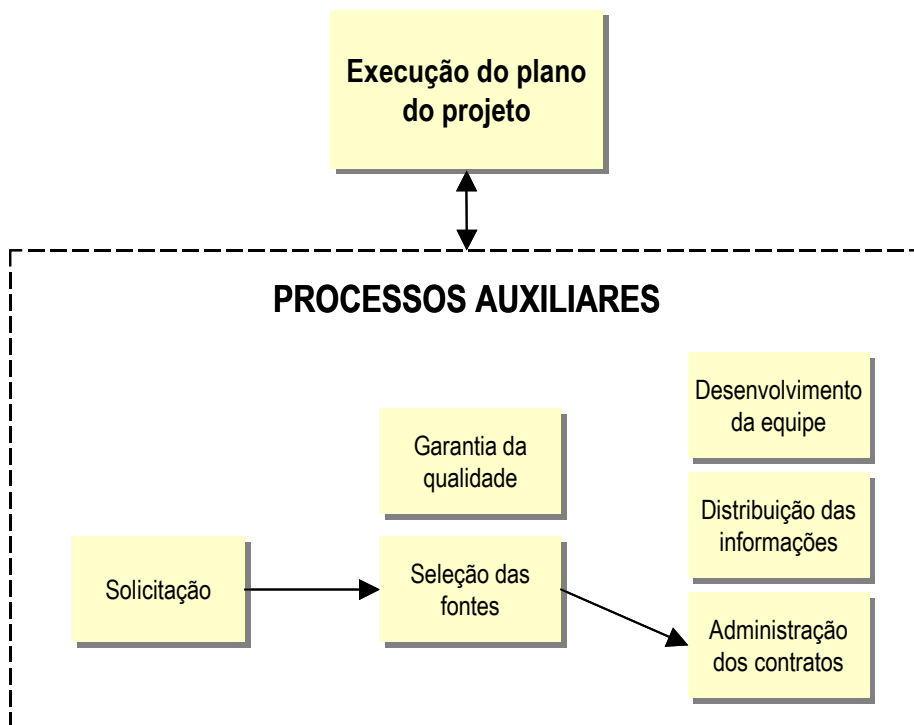 Execução do plano
do projeto
PROCESSOS AUXILIARES
Desenvolvimento
da equipe
Garantia da
qualidade
Distribuição das
informações
Solicitação
Seleção das
fontes
Administração
dos contratos